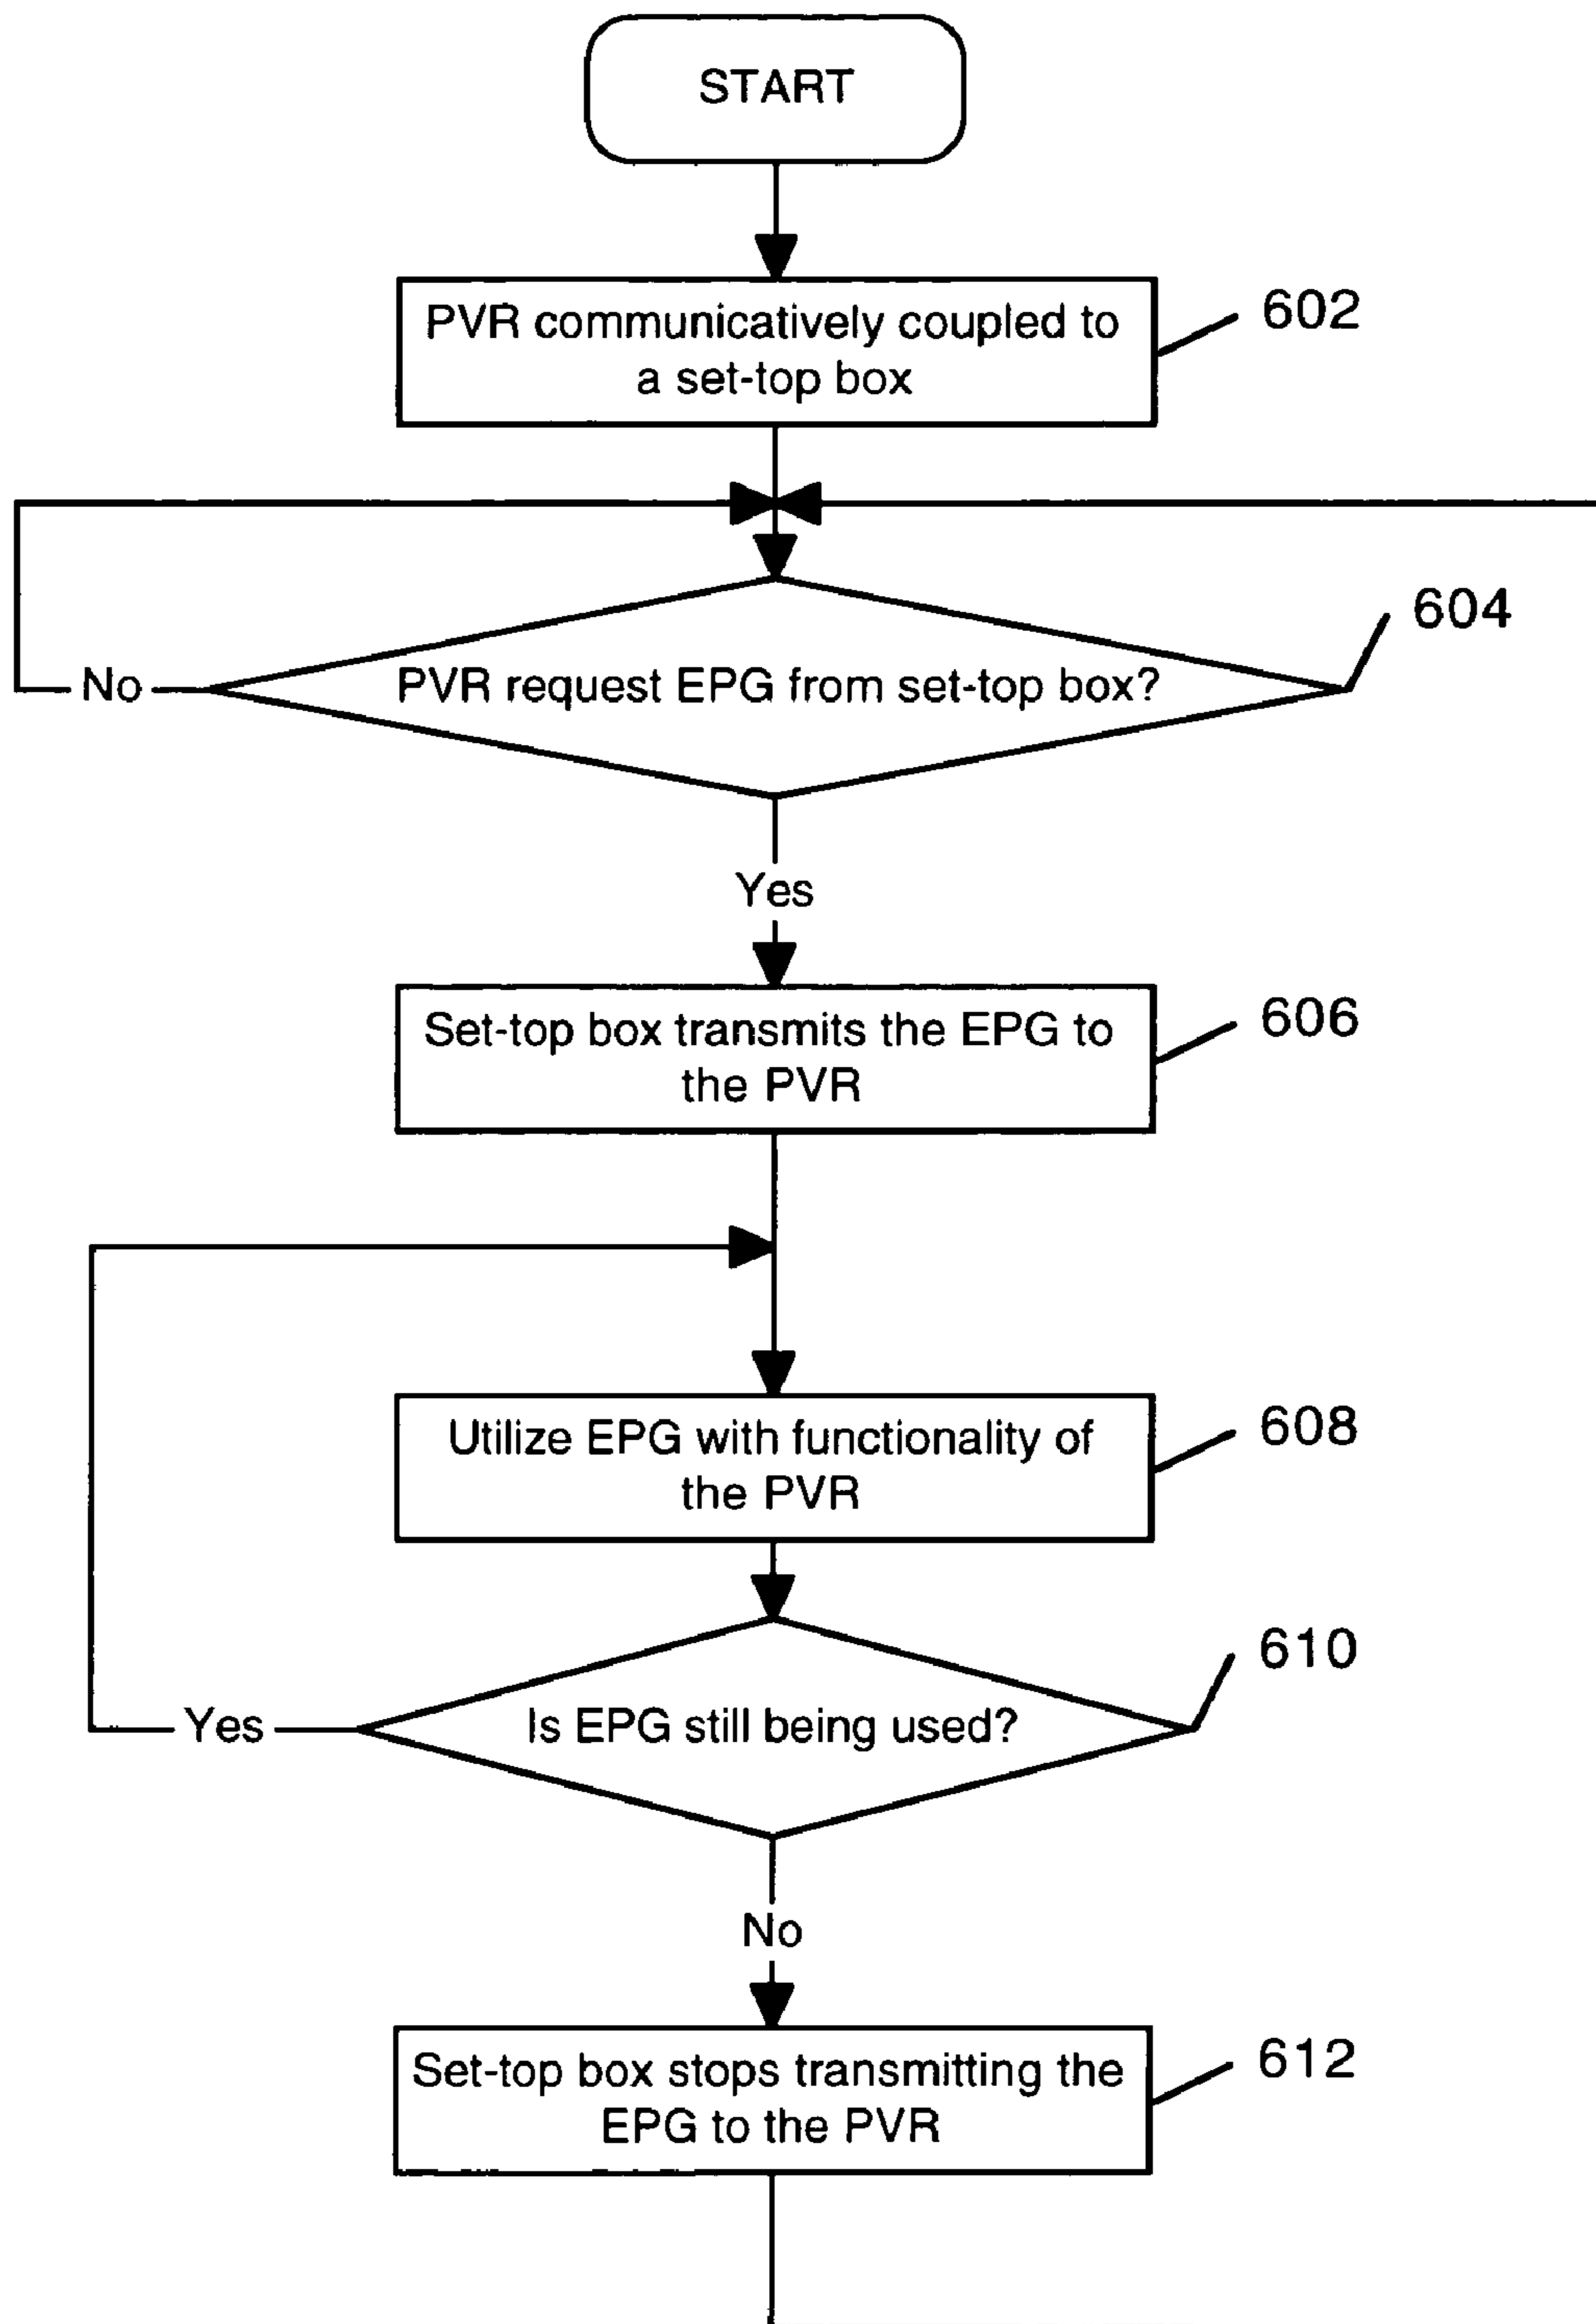 START
PVR communicatively coupled to
a set-top box
602
604
PVR request EPG from set-top box?
No
Yes
Set-top box transmits the EPG to
the PVR
606
Utilize EPG with functionality of
the PVR
608
610
Is EPG still being used?
Yes
No
Set-top box stops transmitting the
EPG to the PVR
612